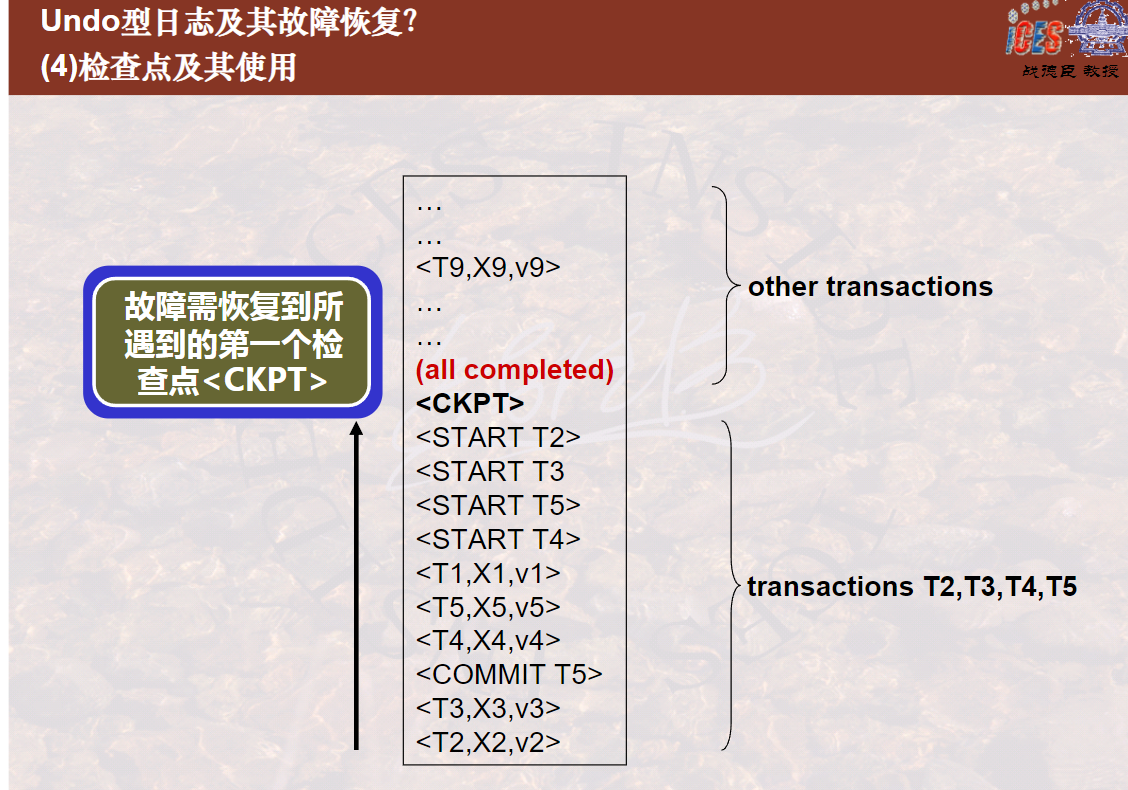 Undo型日志及其故障恢复?
(4)检查点及其使用
iCES
战德臣 教授
…
…
<T9,X9,v9>
…
…
(all completed)
<CKPT>
<START T2>
<START T3
<START T5>
<START T4>
<T1,X1,v1>
<T5,X5,v5>
<T4,X4,v4>
<COMMIT T5>
<T3,X3,v3>
<T2,X2,v2>
故障需恢复到所
遇到的第一个检
查点<CKPT>
other transactions
transactions T2,T3,T4,T5